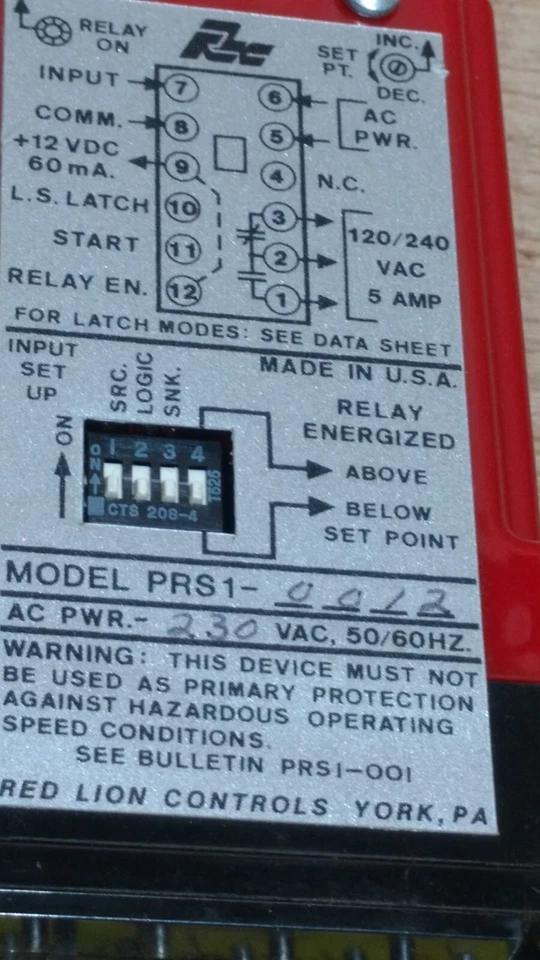 RELAY
ON
RLC
SET
PT.
INC.
DEC.
INPUT
7
6
AC
PWR.
COMM.
8
5
+12 VDC
60 mA.
9
4
N.C.
L.S. LATCH
10
3
120/240
VAC
5 AMP
START
11
2
RELAY EN.
12
1
FOR LATCH MODES: SEE DATA SHEET
MADE IN U.S.A.
INPUT
SET
UP
SRC.
LOGIC
SNK.
ON
ON
1 2 3 4
1625
CTS 208-4
RELAY
ENERGIZED
ABOVE
BELOW
SET POINT
MODEL PRS1- 0012
AC PWR.- 230 VAC, 50/60HZ.
WARNING: THIS DEVICE MUST NOT
BE USED AS PRIMARY PROTECTION
AGAINST HAZARDOUS OPERATING
SPEED CONDITIONS.
SEE BULLETIN PRS1-001
RED LION CONTROLS YORK, PA